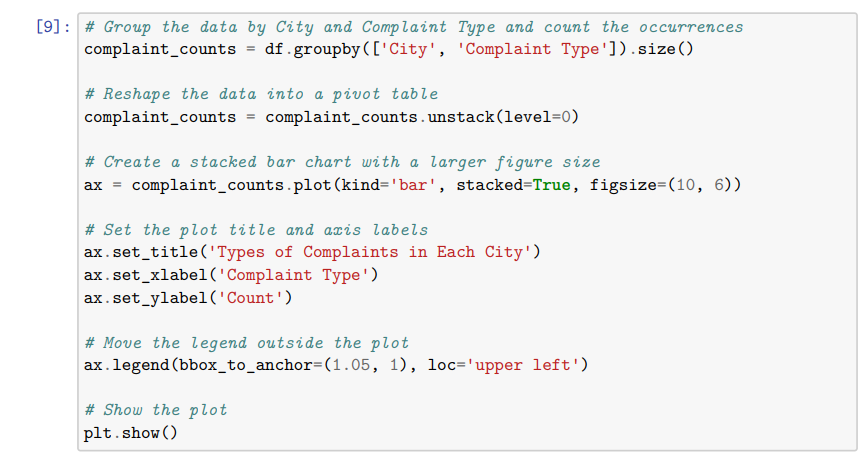 [9]: # Group the data by City and Complaint Type and count the occurrences
complaint_counts = df.groupby(['City', 'Complaint Type']).size()

# Reshape the data into a pivot table
complaint_counts = complaint_counts.unstack(level=0)

# Create a stacked bar chart with a larger figure size
ax = complaint_counts.plot(kind='bar', stacked=True, figsize=(10, 6))

# Set the plot title and axis labels
ax.set_title('Types of Complaints in Each City')
ax.set_xlabel('Complaint Type')
ax.set_ylabel('Count')

# Move the legend outside the plot
ax.legend(bbox_to_anchor=(1.05, 1), loc='upper left')

# Show the plot
plt.show()